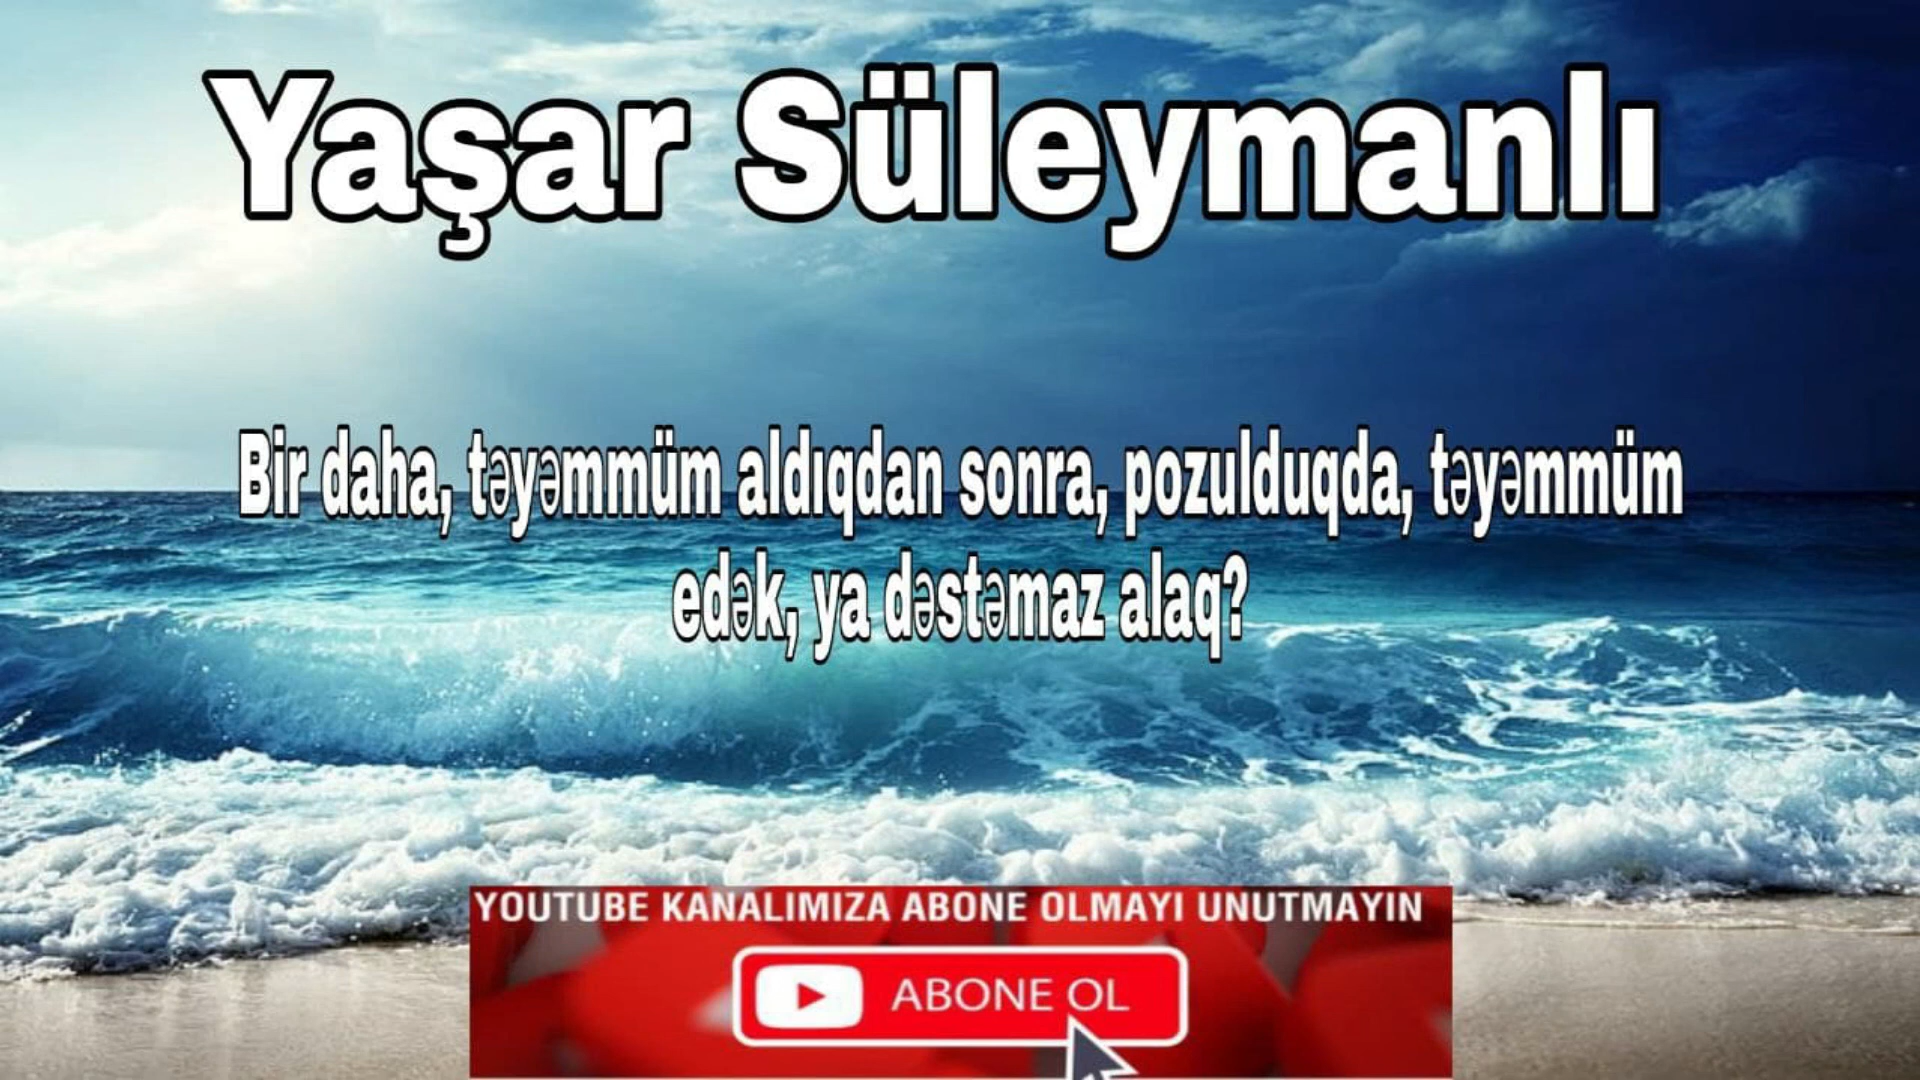 Yaşar Süleymanlı
Bir daha, təyəmmüm aldıqdan sonra, pozulduqda, təyəmmüm
edək, ya dəstəmaz alaq?
YOUTUBE KANALIMIZA ABONE OLMAYI UNUTMAYIN
ABONE OL